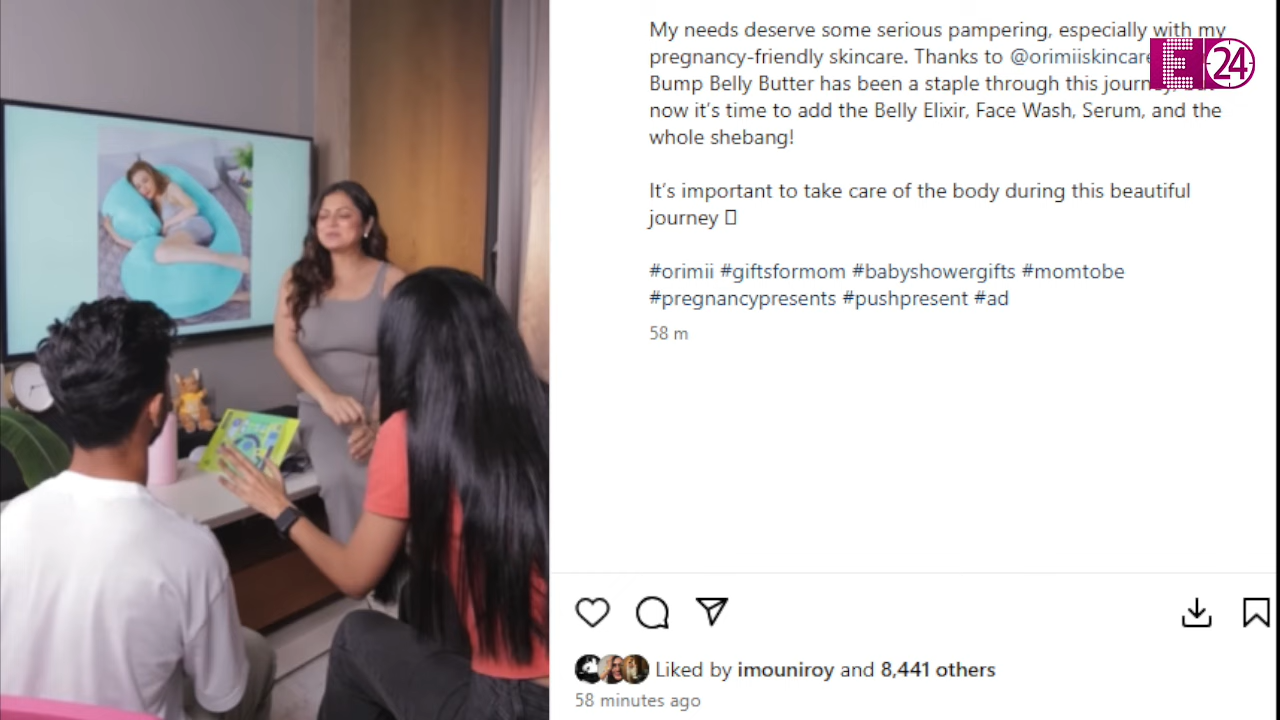 My needs deserve some serious pampering, especially with my
pregnancy-friendly skincare. Thanks to @orimiiskincare
E 24
Bump Belly Butter has been a staple through this journey,
now it's time to add the Belly Elixir, Face Wash, Serum, and the
whole shebang!
It's important to take care of the body during this beautiful
journey
#orimii #giftsformom #babyshowergifts #momtobe
#pregnancypresents #pushpresent #ad
58 m
Liked by imouniroy and 8,441 others
58 minutes ago